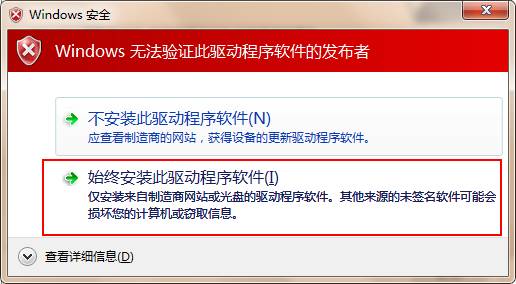 Windows 安全
Windows 无法验证此驱动程序软件的发布者
不安装此驱动程序软件(N)
应查看制造商的网站，获得设备的更新驱动程序软件。
始终安装此驱动程序软件(I)
仅安装来自制造商网站或光盘的驱动程序软件。其他来源的未签名软件可能会
损坏您的计算机或窃取信息。
查看详细信息(D)